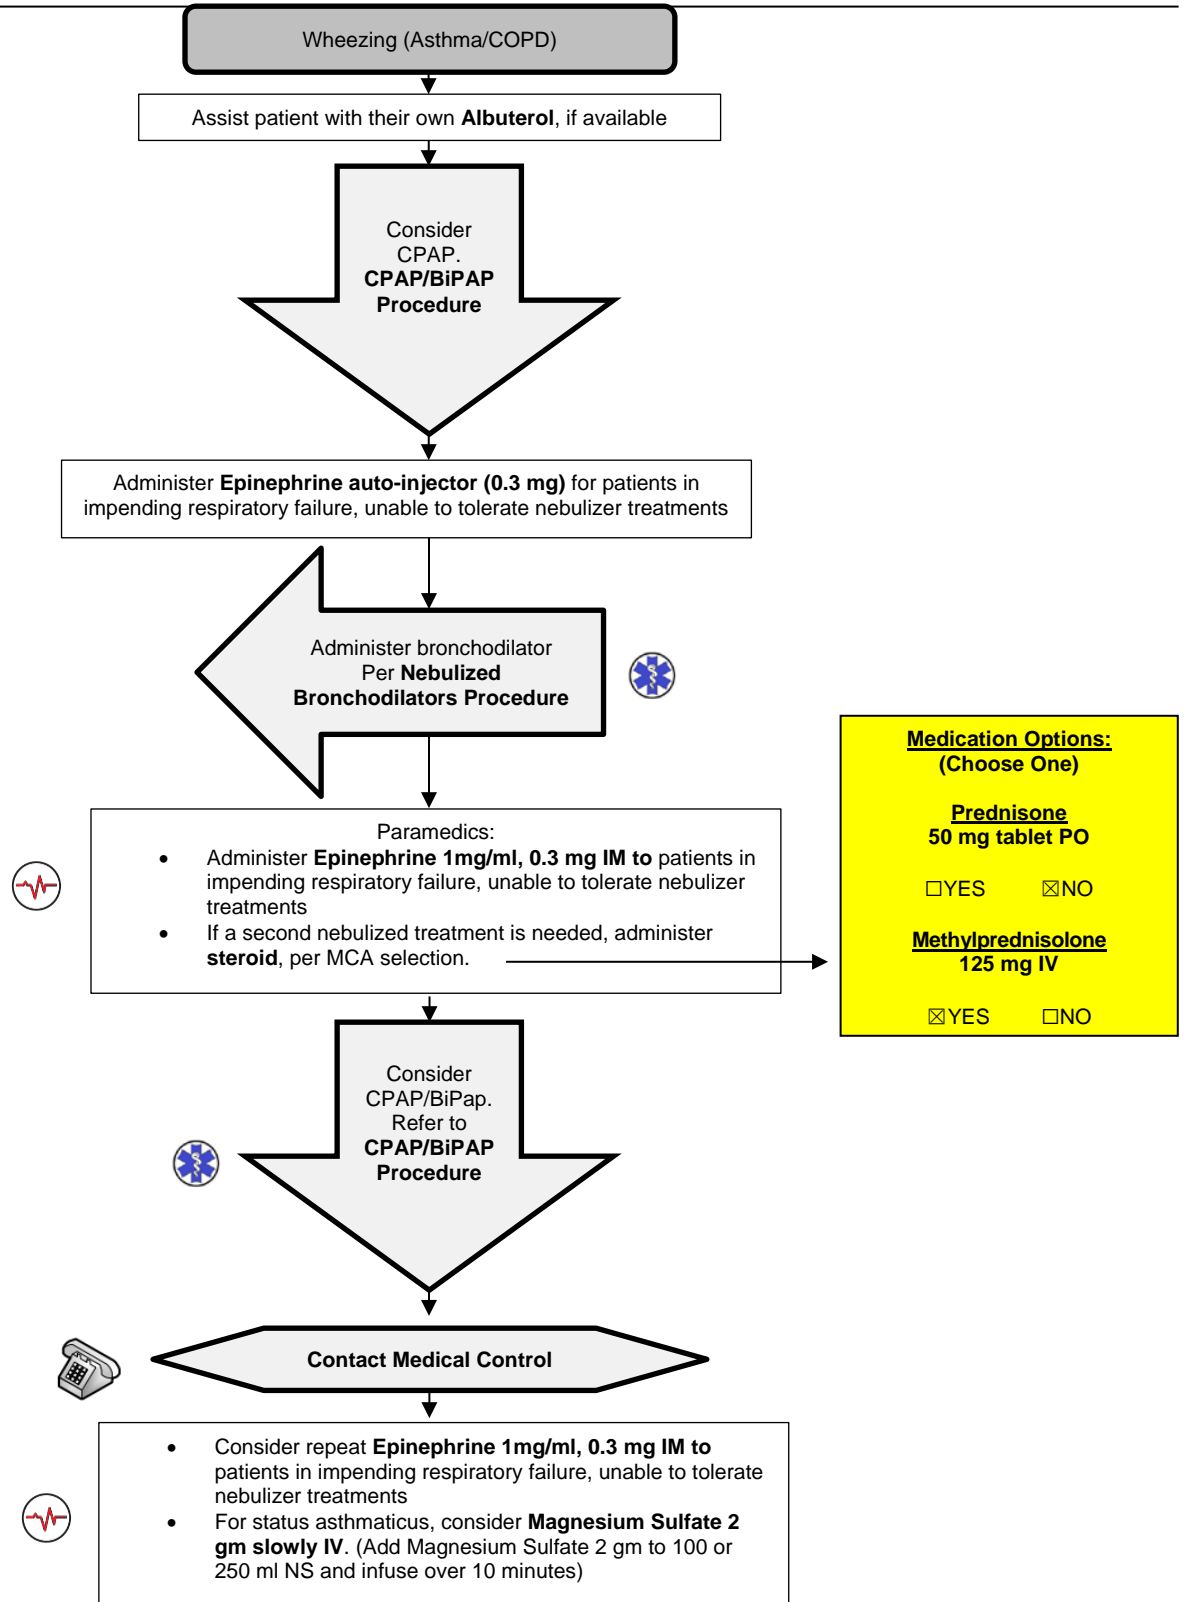 Wheezing (Asthma/COPD)
Assist patient with their own Albuterol, if available
Consider
CPAP.
CPAP/BiPAP
Procedure
Administer Epinephrine auto-injector (0.3 mg) for patients in
impending respiratory failure, unable to tolerate nebulizer treatments
Administer bronchodilator
Per Nebulized
Bronchodilators Procedure
Paramedics:
• Administer Epinephrine 1mg/ml, 0.3 mg IM to patients in
impending respiratory failure, unable to tolerate nebulizer
treatments
• If a second nebulized treatment is needed, administer
steroid, per MCA selection.
Medication Options:
(Choose One)
Prednisone
50 mg tablet PO
☐YES ☒NO
Methylprednisolone
125 mg IV
☒YES ☐NO
Consider
CPAP/BiPap.
Refer to
CPAP/BiPAP
Procedure
Contact Medical Control
• Consider repeat Epinephrine 1mg/ml, 0.3 mg IM to
patients in impending respiratory failure, unable to tolerate
nebulizer treatments
• For status asthmaticus, consider Magnesium Sulfate 2
gm slowly IV. (Add Magnesium Sulfate 2 gm to 100 or
250 ml NS and infuse over 10 minutes)